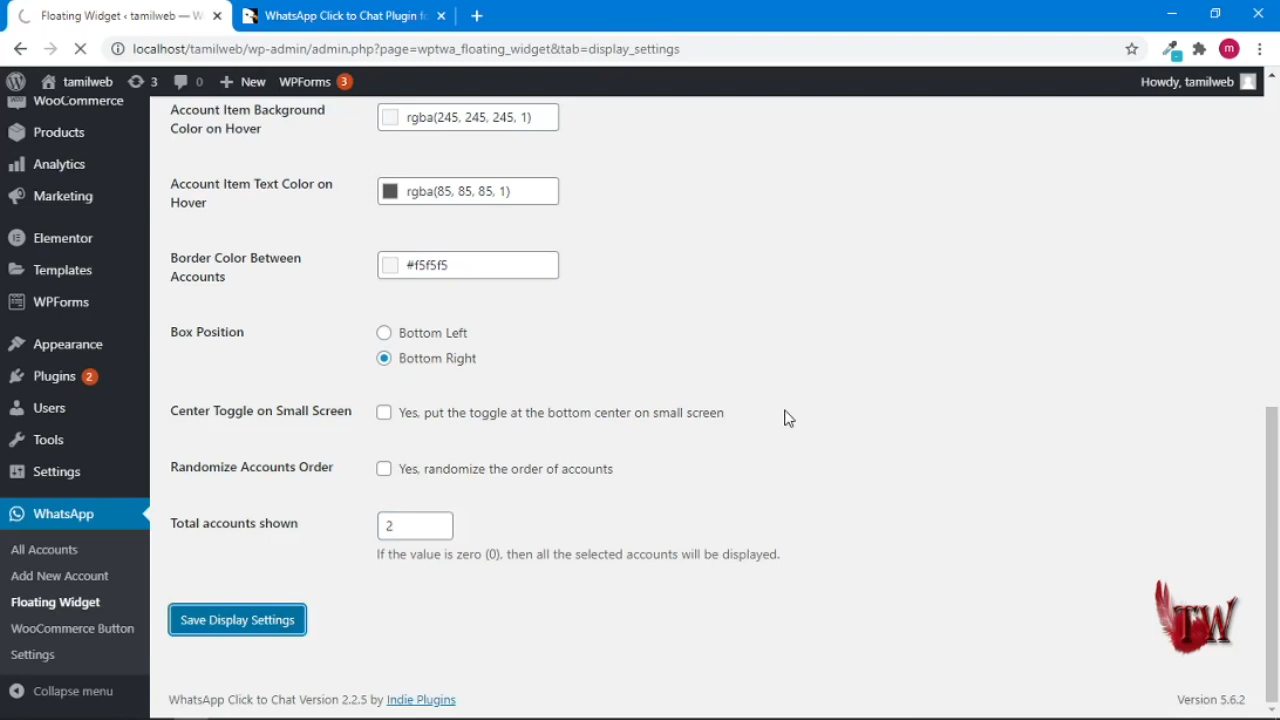 Floating Widget ‹ tamilweb — W
WhatsApp Click to Chat Plugin fo
localhost/tamilweb/wp-admin/admin.php?page=wptwa_floating_widget&tab=display_settings
m
tamilweb
3
0
New
WPForms 3
Howdy, tamilweb
WooCommerce
Products
Analytics
Marketing
Elementor
Templates
WPForms
Appearance
Plugins 2
Users
Tools
Settings
WhatsApp
All Accounts
Add New Account
Floating Widget
WooCommerce Button
Settings
Collapse menu
Account Item Background
Color on Hover
rgba(245, 245, 245, 1)
Account Item Text Color on
Hover
rgba(85, 85, 85, 1)
Border Color Between
Accounts
#f5f5f5
Box Position
Bottom Left
Bottom Right
Center Toggle on Small Screen
Yes, put the toggle at the bottom center on small screen
Randomize Accounts Order
Yes, randomize the order of accounts
Total accounts shown
2
If the value is zero (0), then all the selected accounts will be displayed.
Save Display Settings
TW
WhatsApp Click to Chat Version 2.2.5 by Indie Plugins
Version 5.6.2